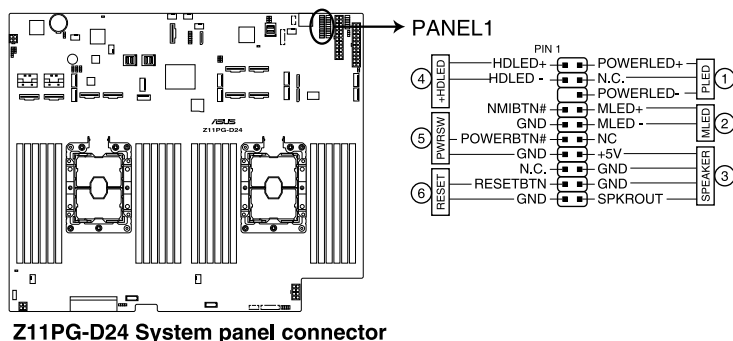 PANEL1
PIN 1
HDLED+ POWERLED+
HDLED - N.C.
POWERLED-
NMIBTN# MLED+
GND MLED -
POWERBTN# NC
GND +5V
N.C. GND
RESETBTN GND
GND SPKROUT
4 +HDLED
5 PWRSW
6 RESET
PLED 1
MLED 2
SPEAKER 3
ASUS
Z11PG-D24
Z11PG-D24 System panel connector